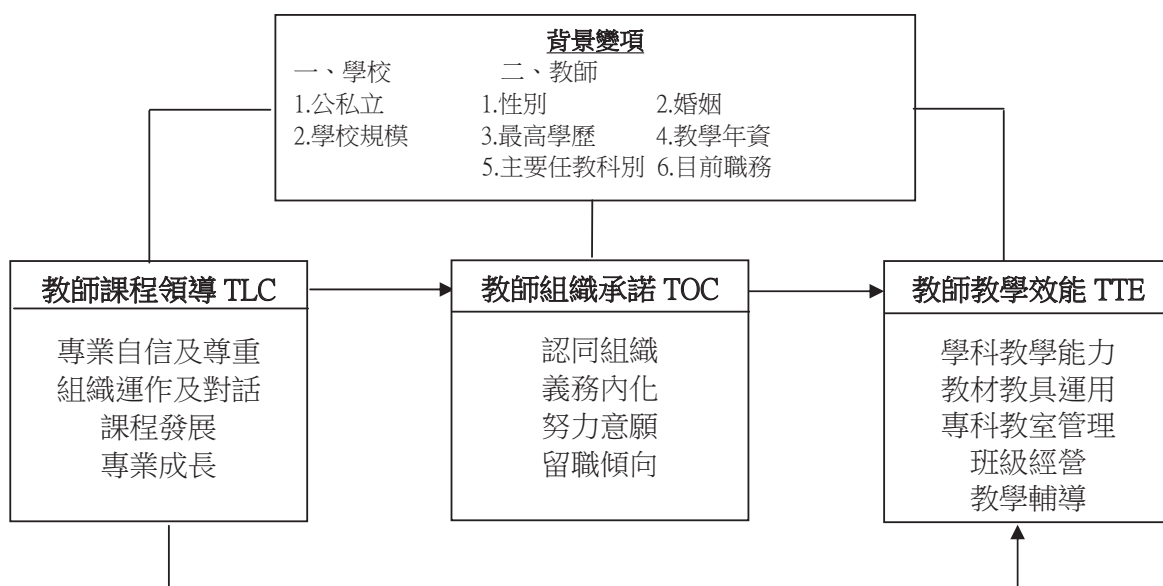 背景變項
一、學校 二、教師
1.公私立 1.性別 2.婚姻
2.學校規模 3.最高學歷 4.教學年資
5.主要任教科別 6.目前職務
教師課程領導 TLC
專業自信及尊重
組織運作及對話
課程發展
專業成長
教師組織承諾 TOC
認同組織
義務內化
努力意願
留職傾向
教師教學效能 TTE
學科教學能力
教材教具運用
專科教室管理
班級經營
教學輔導